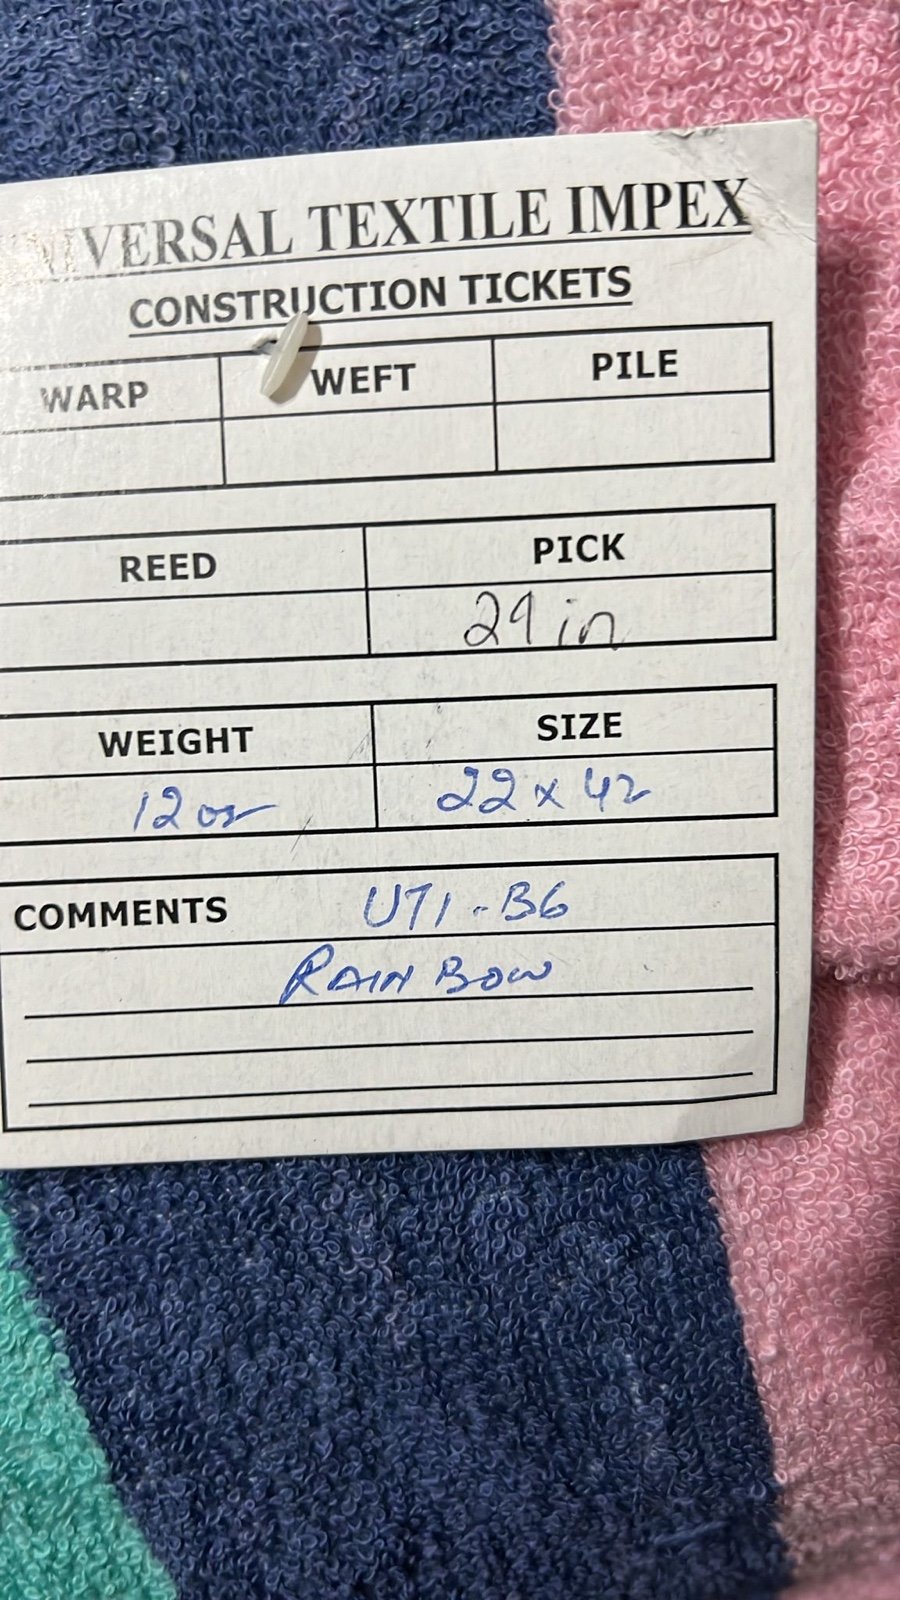 UNIVERSAL TEXTILE IMPEX
CONSTRUCTION TICKETS
WARP WEFT PILE
REED PICK
29 in
WEIGHT SIZE
12 oz 22 x 42
COMMENTS UTI - B6
RAIN BOW